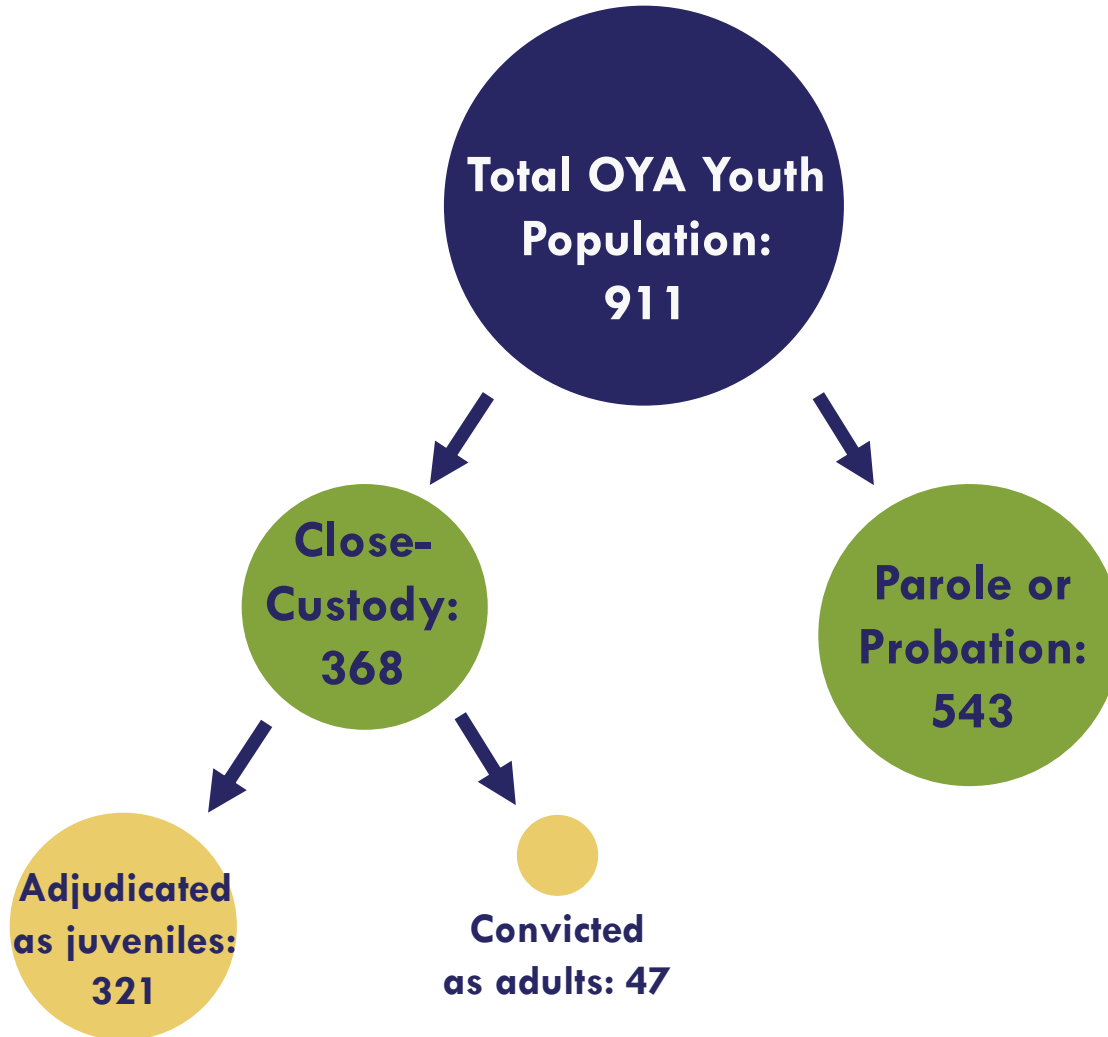 Total OYA Youth
Population:
911
Close-
Custody:
368
Parole or
Probation:
543
Adjudicated
as juveniles:
321
Convicted
as adults: 47